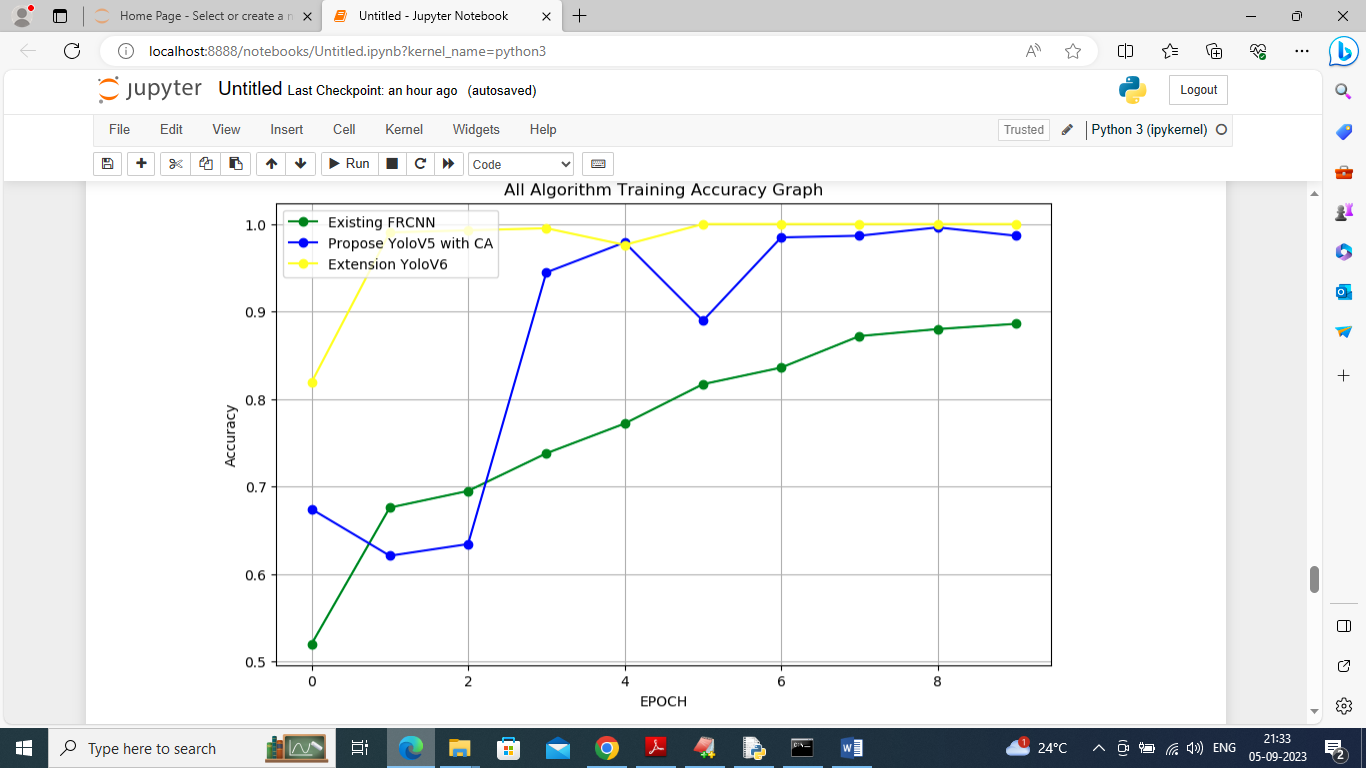 Home Page - Select or create a n
Untitled - Jupyter Notebook
localhost:8888/notebooks/Untitled.ipynb?kernel_name=python3
jupyter Untitled Last Checkpoint: an hour ago (autosaved)
Logout
File Edit View Insert Cell Kernel Widgets Help
Trusted
Python 3 (ipykernel)
Run
Code
All Algorithm Training Accuracy Graph
Existing FRCNN
Propose YoloV5 with CA
Extension YoloV6
1.0
0.9
0.8
0.7
0.6
0.5
Accuracy
0 2 4 6 8
EPOCH
Type here to search
1
24°C
ENG
21:33
05-09-2023
2